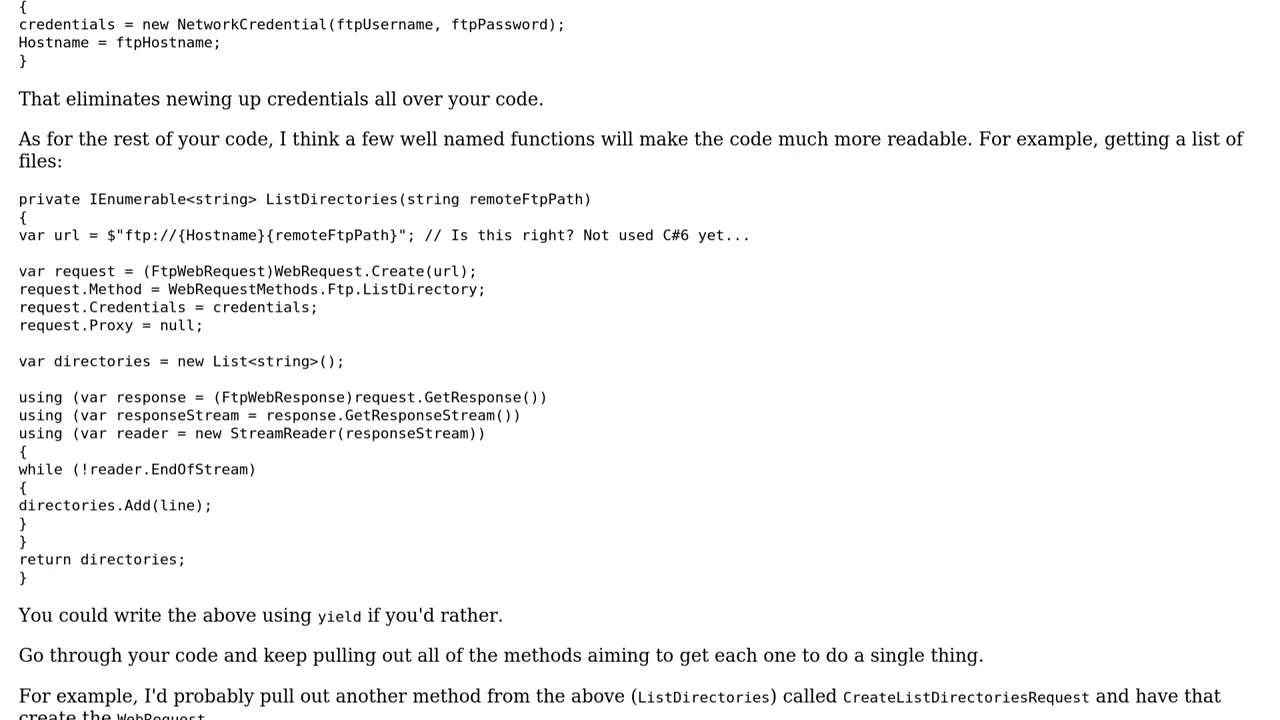 {
credentials = new NetworkCredential(ftpUsername, ftpPassword);
Hostname = ftpHostname;
}
That eliminates newing up credentials all over your code.
As for the rest of your code, I think a few well named functions will make the code much more readable. For example, getting a list of
files:
private IEnumerable<string> ListDirectories(string remoteFtpPath)
{
var url = $"ftp://{Hostname}{remoteFtpPath}"; // Is this right? Not used C#6 yet...
var request = (FtpWebRequest)WebRequest.Create(url);
request.Method = WebRequestMethods.Ftp.ListDirectory;
request.Credentials = credentials;
request.Proxy = null;
var directories = new List<string>();
using (var response = (FtpWebResponse)request.GetResponse())
using (var responseStream = response.GetResponseStream())
using (var reader = new StreamReader(responseStream))
{
while (!reader.EndOfStream)
{
directories.Add(line);
}
}
return directories;
}
You could write the above using yield if you'd rather.
Go through your code and keep pulling out all of the methods aiming to get each one to do a single thing.
For example, I'd probably pull out another method from the above (ListDirectories) called CreateListDirectoriesRequest and have that
create the WebRequest.